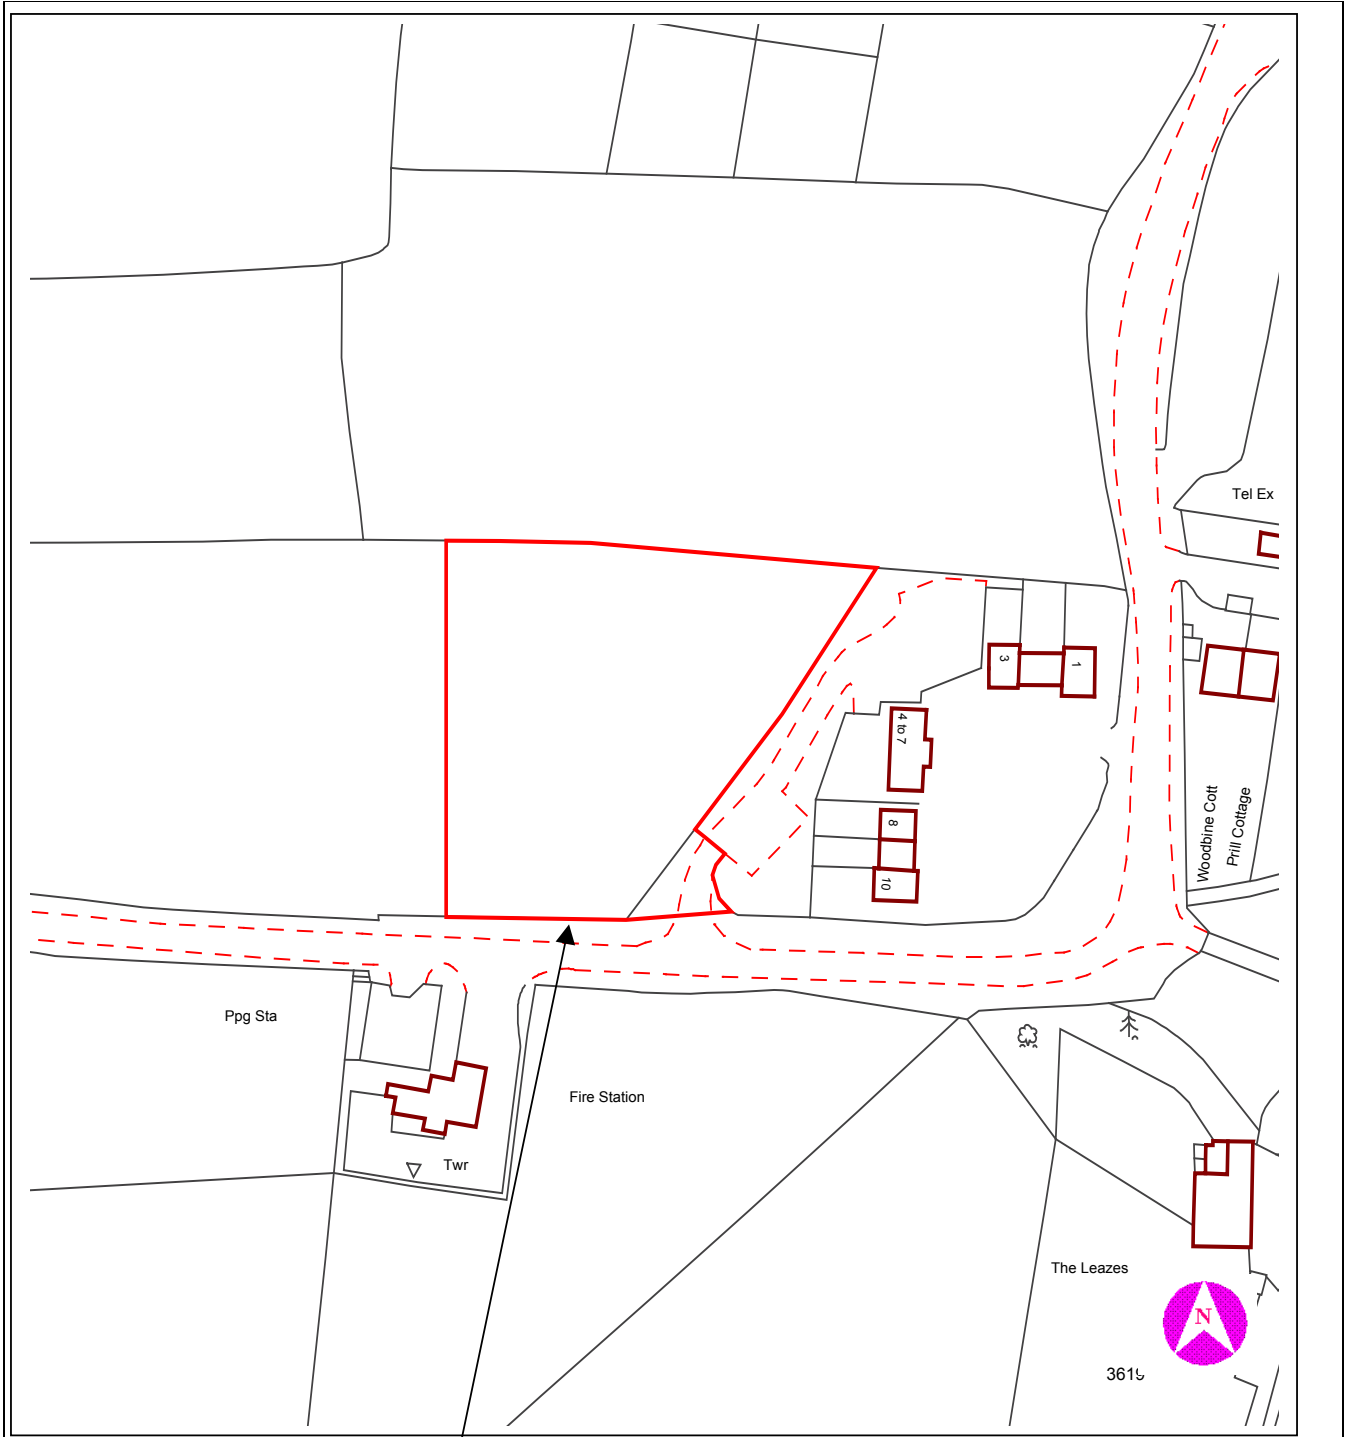 Tel Ex
3
1
4 to 7
8
10
Woodbine Cott
Prill Cottage
Ppg Sta
Fire Station
Twr
The Leazes
N